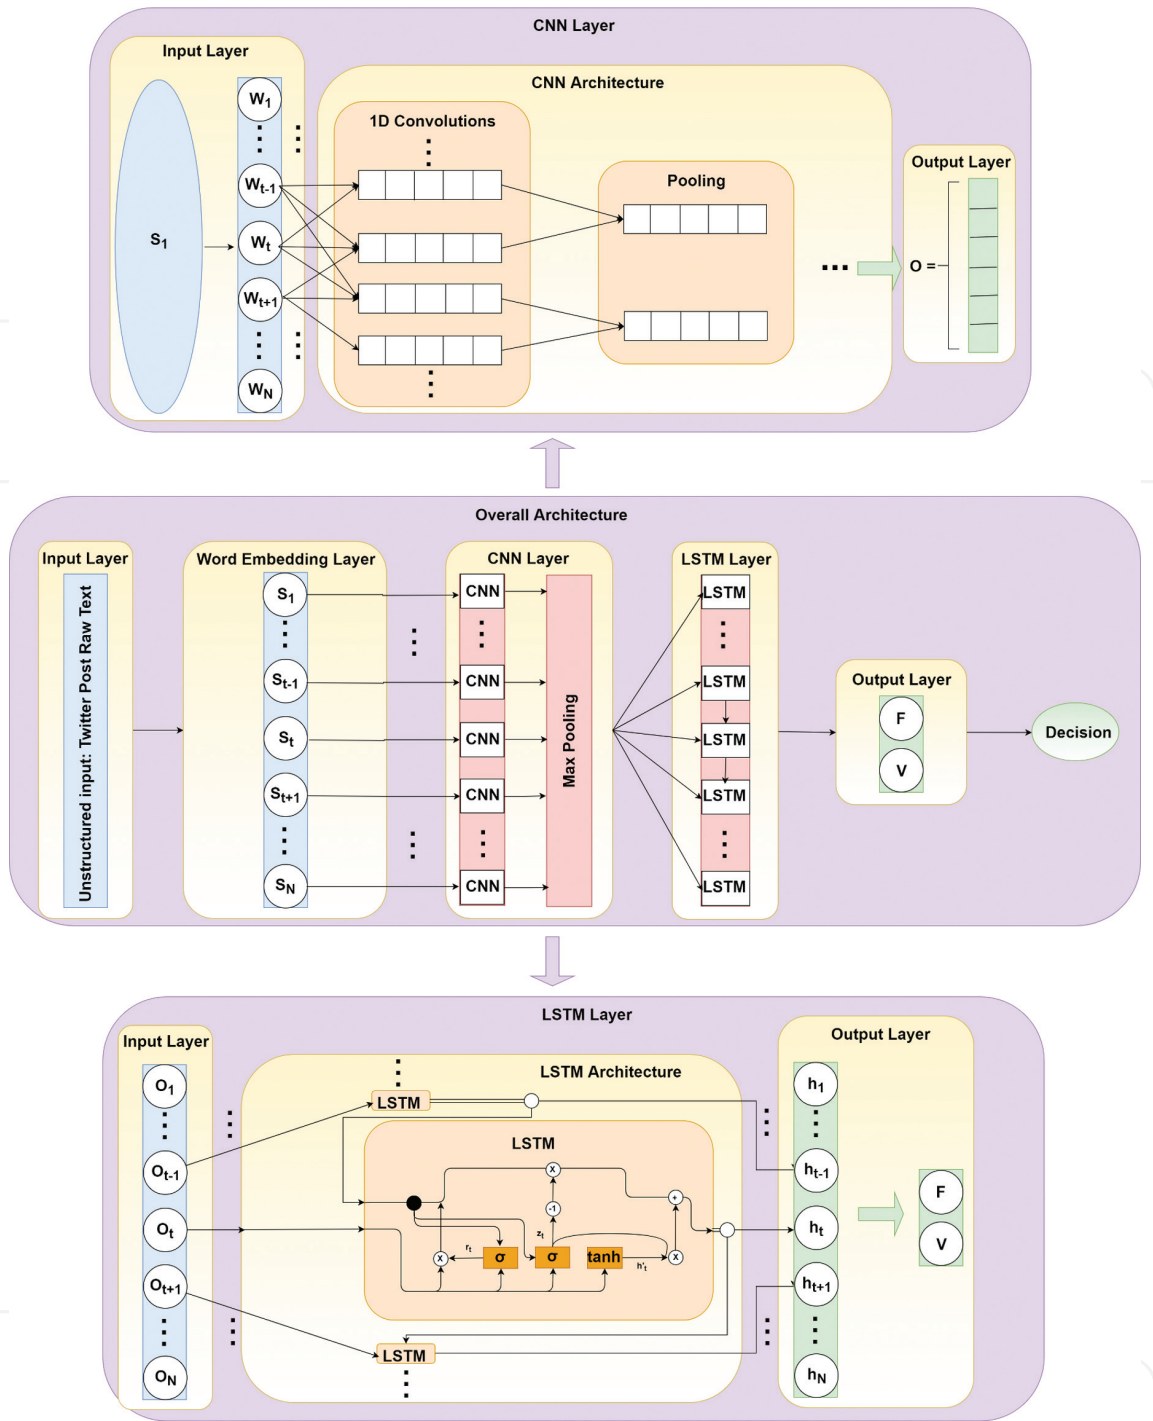 CNN Layer
Input Layer
CNN Architecture
S1
W1
Wt-1
Wt
Wt+1
WN
1D Convolutions
Pooling
Output Layer
O =
Overall Architecture
Input Layer
Unstructured input: Twitter Post Raw Text
Word Embedding Layer
S1
St-1
St
St+1
SN
CNN Layer
CNN
CNN
CNN
CNN
CNN
Max Pooling
LSTM Layer
LSTM
LSTM
LSTM
LSTM
LSTM
Output Layer
F
V
Decision
LSTM Layer
Input Layer
O1
Ot-1
Ot
Ot+1
ON
LSTM Architecture
LSTM
LSTM
X
-1
+
zt
rt
X
σ
σ
tanh
h't
X
LSTM
Output Layer
h1
ht-1
ht
ht+1
hN
F
V